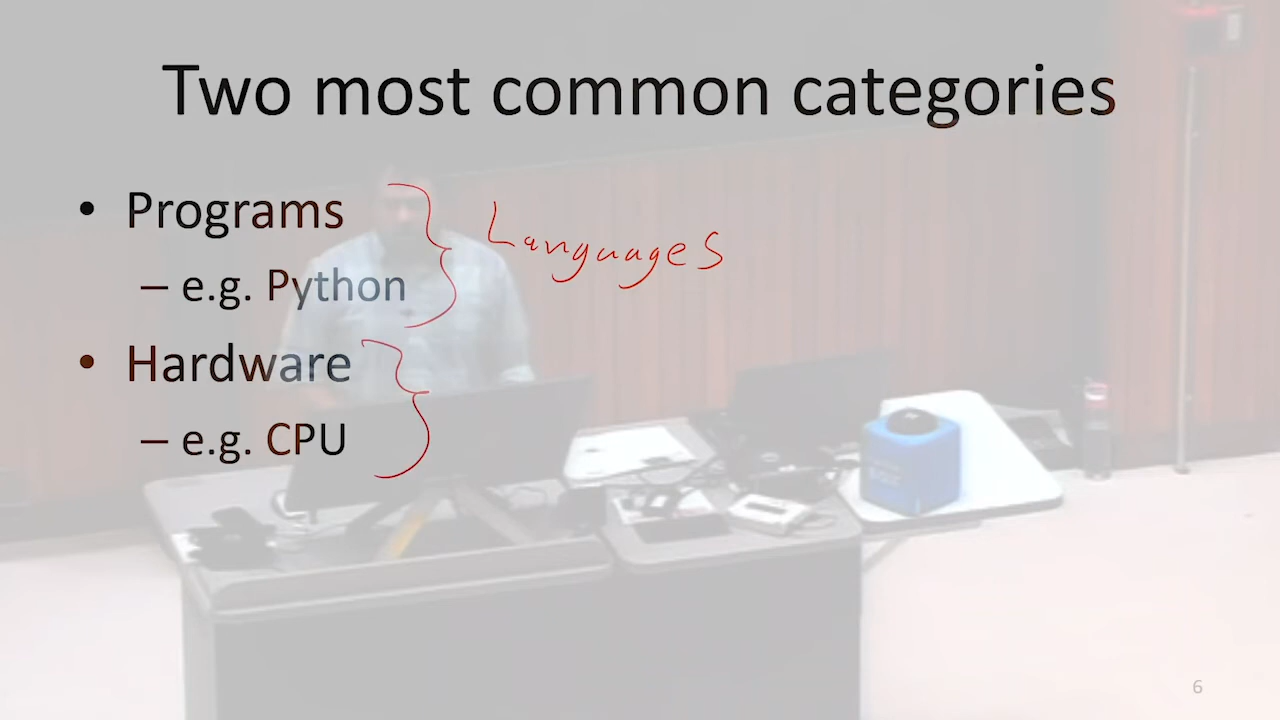 Two most common categories
• Programs
– e.g. Python
Languages
• Hardware
– e.g. CPU
6